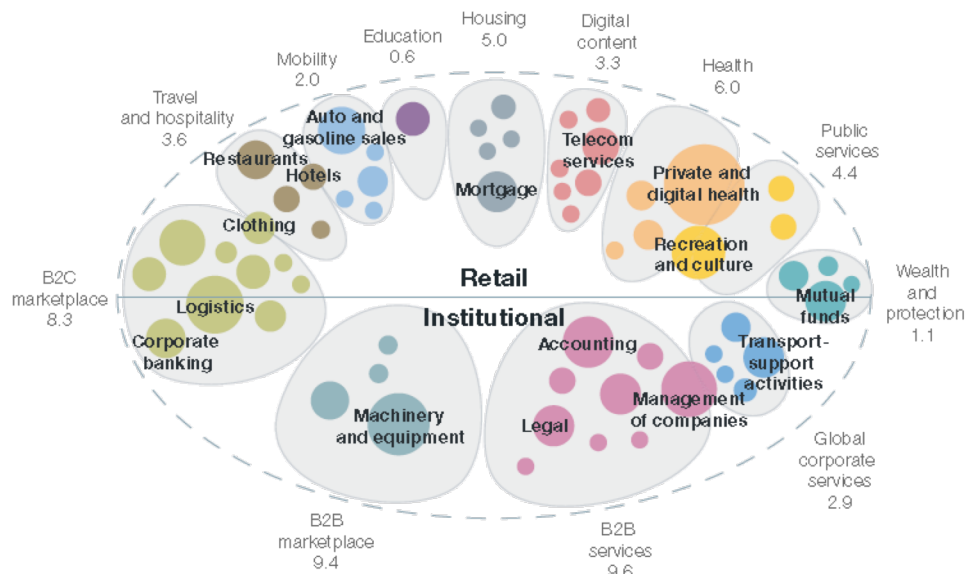 Housing
5.0
Digital
content
3.3
Education
0.6
Mobility
2.0
Health
6.0
Travel
and hospitality
3.6
Public
services
4.4
Auto and
gasoline sales
Restaurants
Hotels
Telecom
services
Mortgage
Private and
digital health
Clothing
Recreation
and culture
B2C
marketplace
8.3
Retail
Institutional
Wealth
and
protection
1.1
Logistics
Corporate
banking
Mutual
funds
Accounting
Transport-
support
activities
Machinery
and equipment
Legal
Management
of companies
Global
corporate
services
2.9
B2B
marketplace
9.4
B2B
services
9.6